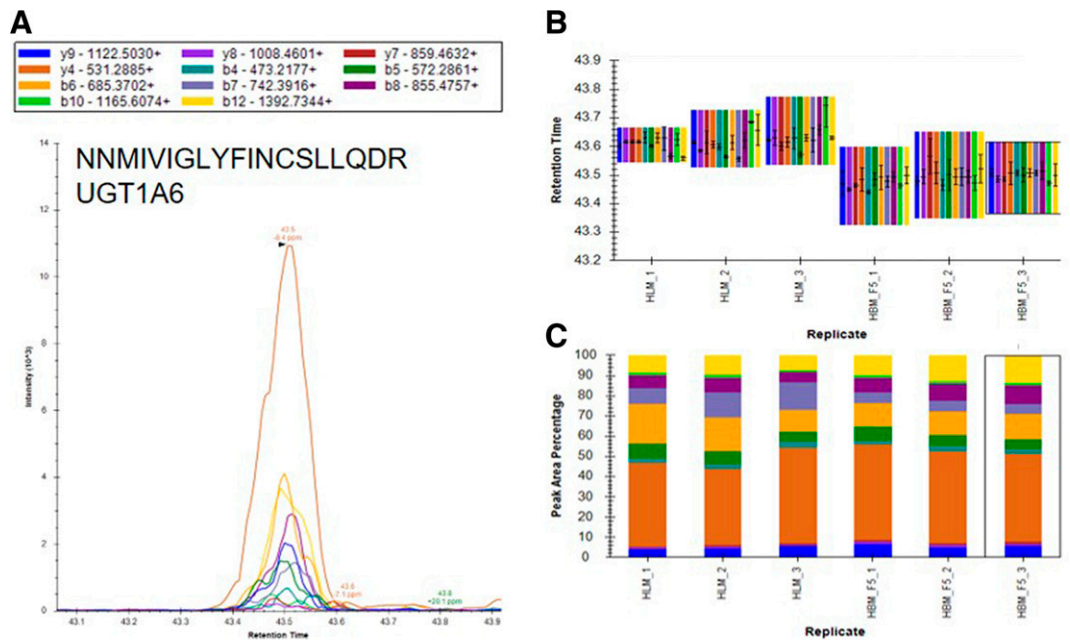 A
y9 - 1122.5030+ y8 - 1008.4601+ y7 - 859.4632+
y4 - 531.2885+ b4 - 473.2177+ b5 - 572.2861+
b6 - 685.3702+ b7 - 742.3916+ b8 - 855.4757+
b10 - 1165.6074+ b12 - 1392.7344+
NNMIVIGLYFINCSLLQDR
UGT1A6
14
12
10
8
6
4
2
0
Intensity (10^3)
43.5
43.6
43.8
+20.1 ppm
43.1 43.2 43.3 43.4 43.5 43.6 43.7 43.8 43.9
Retention Time
B
43.9
43.8
43.7
43.6
43.5
43.4
43.3
43.2
Retention Time
HLM_1 HLM_2 HLM_3 HBM_F5_1 HBM_F5_2 HBM_F5_3
Replicate
C
100
90
80
70
60
50
40
30
20
10
0
Peak Area Percentage
HLM_1 HLM_2 HLM_3 HBM_F5_1 HBM_F5_2 HBM_F5_3
Replicate